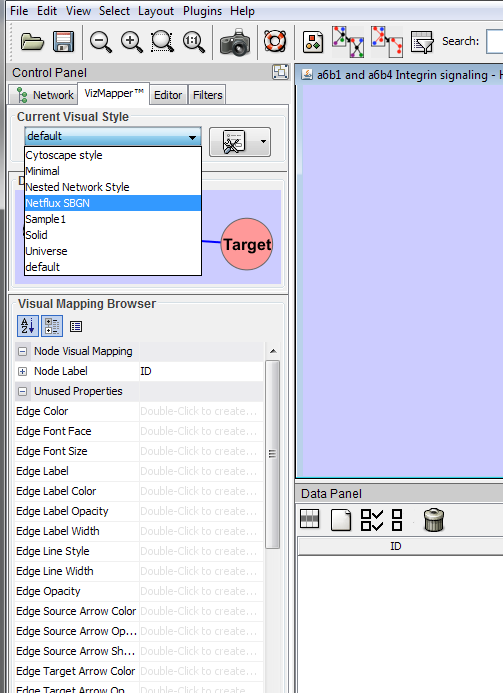 File Edit View Select Layout Plugins Help
Search:
Control Panel
Network VizMapper™ Editor Filters
Current Visual Style
default
Cytoscape style
Minimal
Nested Network Style
Netflux SBGN
Sample1
Solid
Universe
default
D
Target
Visual Mapping Browser
Node Visual Mapping
Node Label ID
Unused Properties
Edge Color Double-Click to create...
Edge Font Face Double-Click to create...
Edge Font Size Double-Click to create...
Edge Label Double-Click to create...
Edge Label Color Double-Click to create...
Edge Label Opacity Double-Click to create...
Edge Label Width Double-Click to create...
Edge Line Style Double-Click to create...
Edge Line Width Double-Click to create...
Edge Opacity Double-Click to create...
Edge Source Arrow Color Double-Click to create...
Edge Source Arrow Op... Double-Click to create...
Edge Source Arrow Sh... Double-Click to create...
Edge Target Arrow Color Double-Click to create...
Edge Target Arrow Op... Double-Click to create...
a6b1 and a6b4 Integrin signaling - H
Data Panel
ID